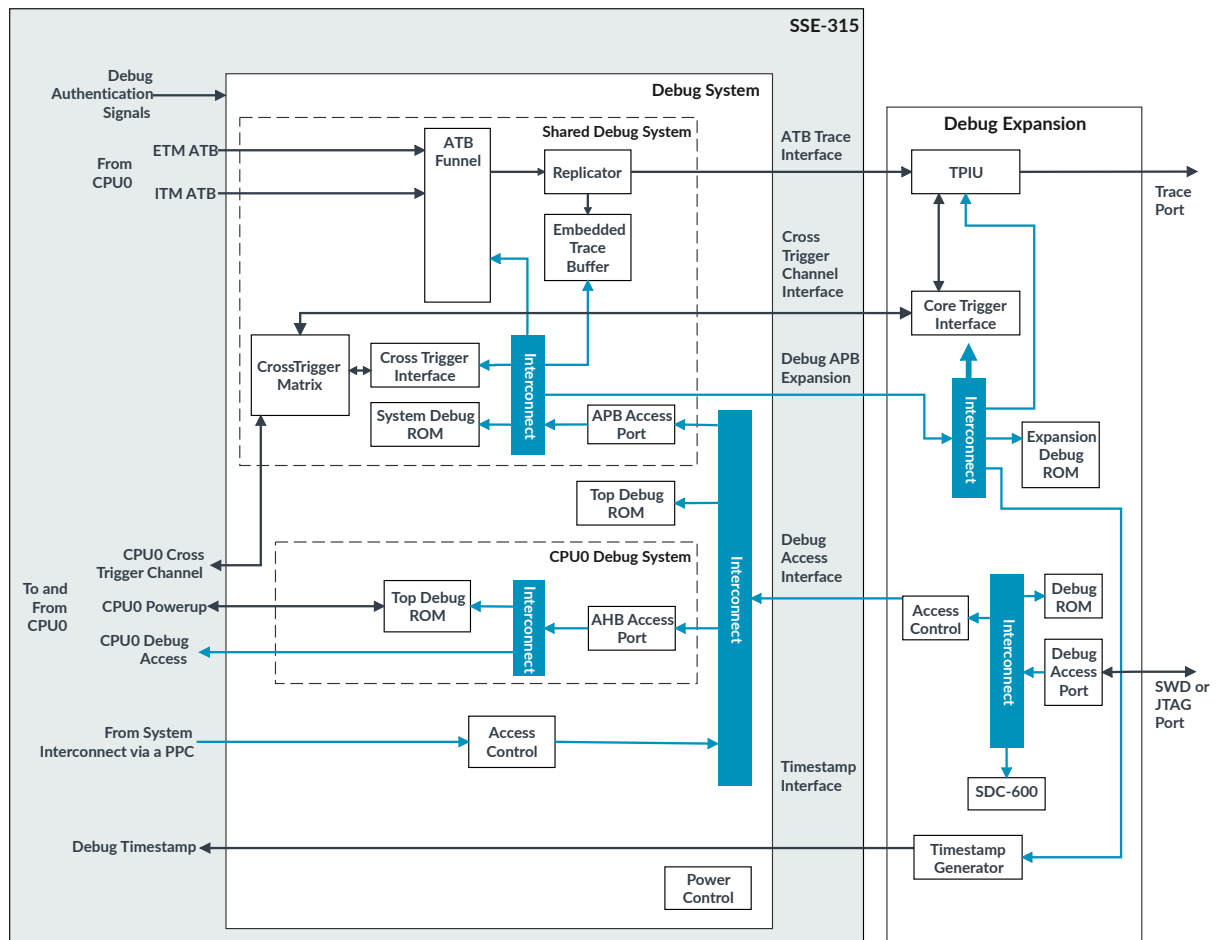 SSE-315
Debug
Authentication
Signals
Debug System
Shared Debug System
From
CPU0
ETM ATB
ITM ATB
ATB
Funnel
Replicator
Embedded
Trace
Buffer
CrossTrigger
Matrix
Cross Trigger
Interface
System Debug
ROM
Interconnect
APB Access
Port
Top Debug
ROM
Interconnect
CPU0 Debug System
Top Debug
ROM
Interconnect
AHB Access
Port
To and
From
CPU0
CPU0 Cross
Trigger Channel
CPU0 Powerup
CPU0 Debug
Access
From System
Interconnect via a PPC
Access
Control
Debug Timestamp
Power
Control
ATB Trace
Interface
Cross
Trigger
Channel
Interface
Debug APB
Expansion
Debug
Access
Interface
Timestamp
Interface
Debug Expansion
TPIU
Trace
Port
Core Trigger
Interface
Interconnect
Expansion
Debug
ROM
Access
Control
Interconnect
Debug
ROM
Debug
Access
Port
SWD or
JTAG
Port
SDC-600
Timestamp
Generator